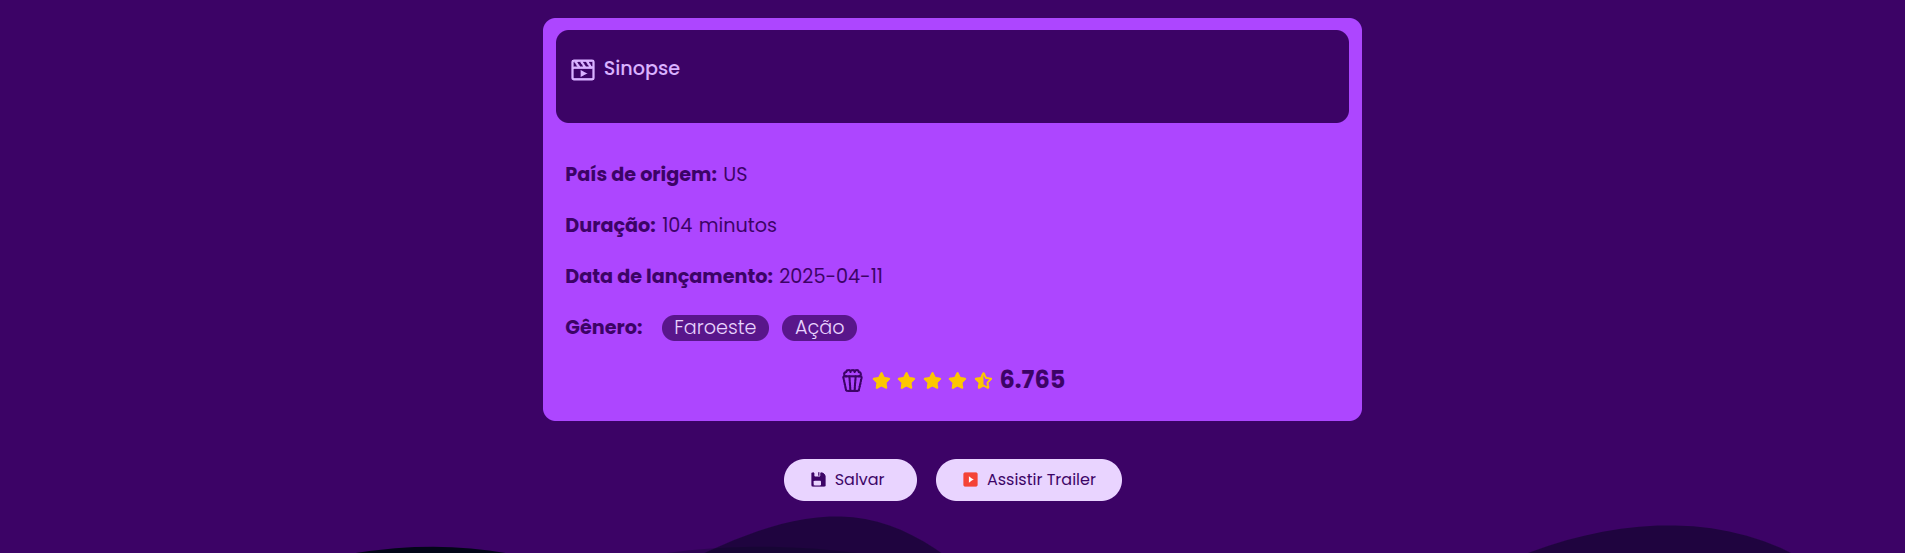 Sinopse
País de origem: US
Duração: 104 minutos
Data de lançamento: 2025-04-11
Gênero: Faroeste Ação
6.765
Salvar Assistir Trailer